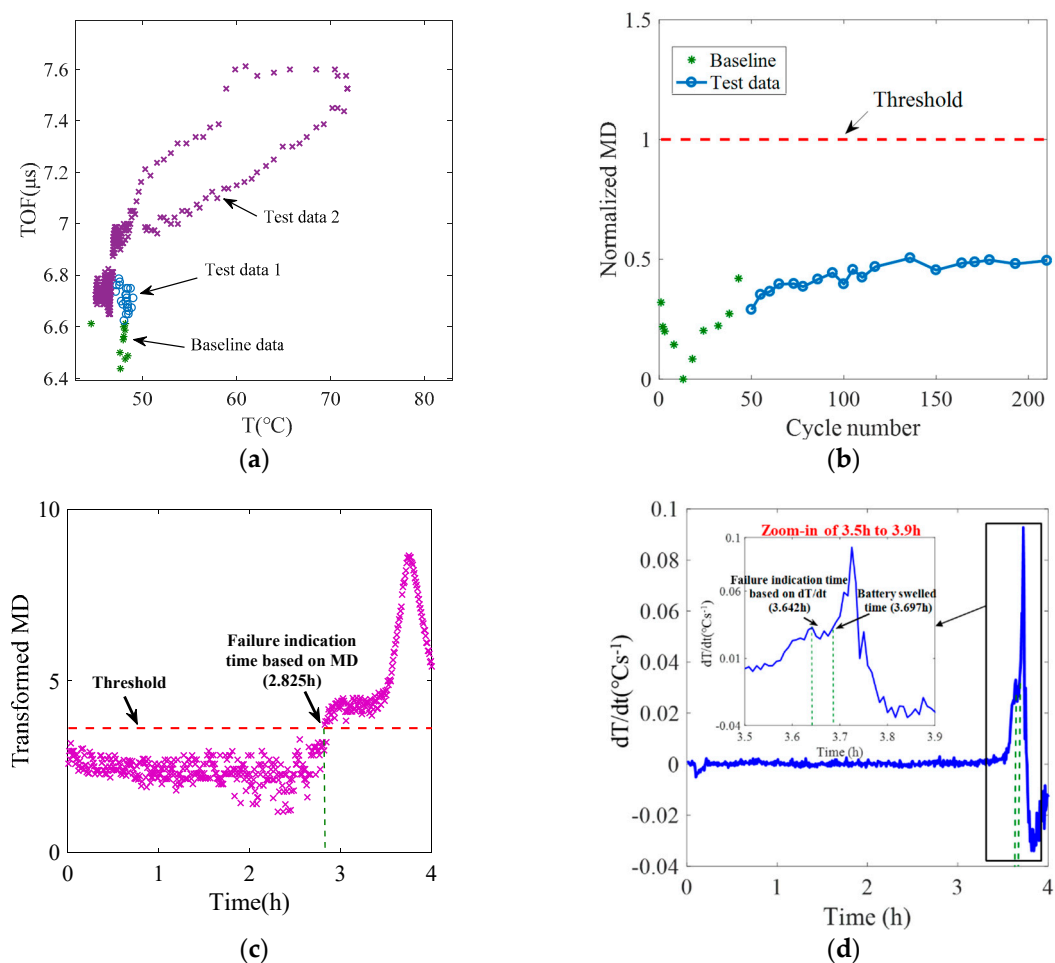 7.6
7.4
7.2
7
6.8
6.6
6.4
TOF(μs)
Test data 2
Test data 1
Baseline data
50
60
70
80
T(°C)
(a)
1.5
1
0.5
0
Normalized MD
Baseline
Test data
Threshold
0
50
100
150
200
Cycle number
(b)
10
5
0
Transformed MD
Threshold
Failure indication
time based on MD
(2.825h)
0
1
2
3
4
Time(h)
(c)
0.1
0.08
0.06
0.04
0.02
0
-0.02
-0.04
dT/dt(°Cs-1)
Zoom-in of 3.5h to 3.9h
0.1
0.06
0.01
-0.04
dT/dt(°Cs-1)
Failure indication time
based on dT/dt
(3.642h)
Battery swelled
time (3.697h)
3.5
3.6
3.7
3.8
3.9
Time (h)
0
1
2
3
4
Time (h)
(d)